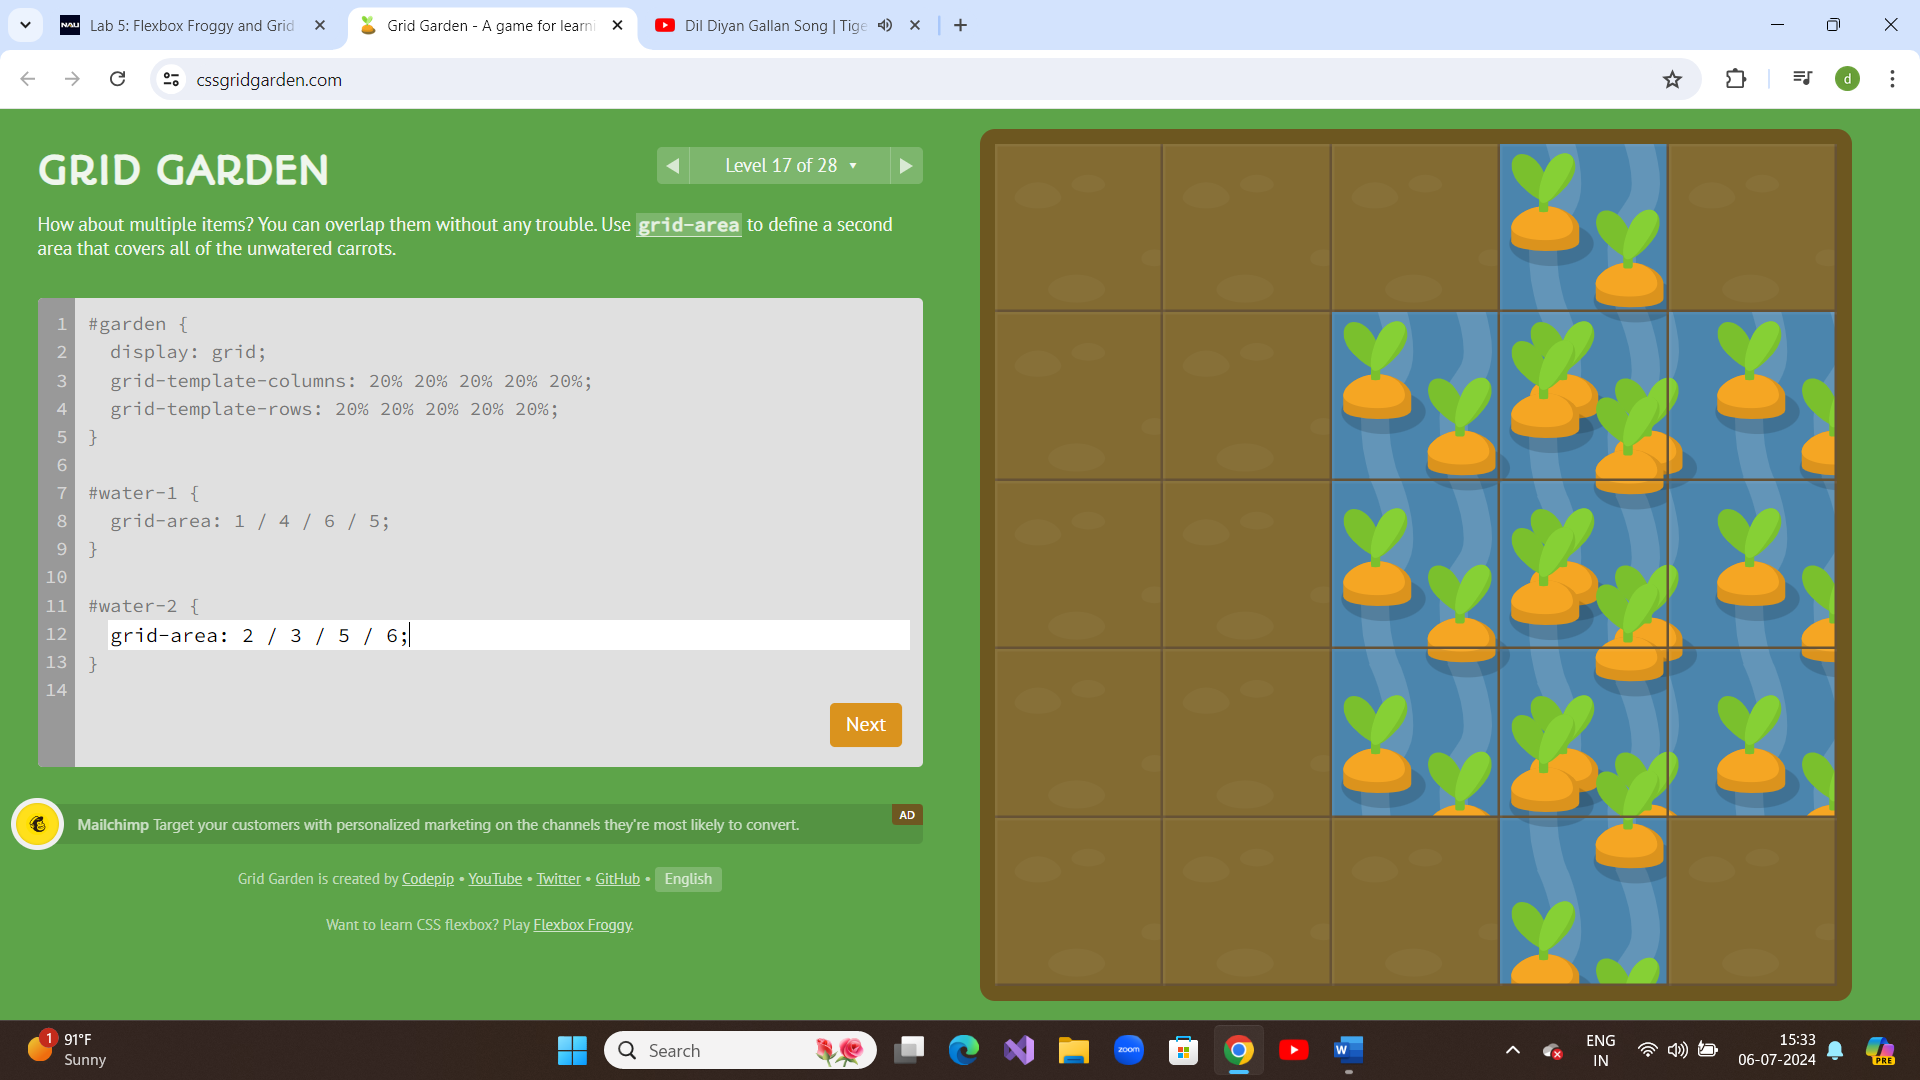 Lab 5: Flexbox Froggy and Grid
Grid Garden - A game for learni
Dil Diyan Gallan Song | Tige
cssgridgarden.com
d
GRID GARDEN
Level 17 of 28
How about multiple items? You can overlap them without any trouble. Use grid-area to define a second
area that covers all of the unwatered carrots.
1 #garden {
2 display: grid;
3 grid-template-columns: 20% 20% 20% 20% 20%;
4 grid-template-rows: 20% 20% 20% 20% 20%;
5 }
6
7 #water-1 {
8 grid-area: 1 / 4 / 6 / 5;
9 }
10
11 #water-2 {
12 grid-area: 2 / 3 / 5 / 6;
13 }
14
Next
Mailchimp Target your customers with personalized marketing on the channels they're most likely to convert.
AD
Grid Garden is created by Codepip • YouTube • Twitter • GitHub • English
Want to learn CSS flexbox? Play Flexbox Froggy.
1
91°F
Sunny
Search
zoom
W
ENG
IN
15:33
06-07-2024
PRE
NAU